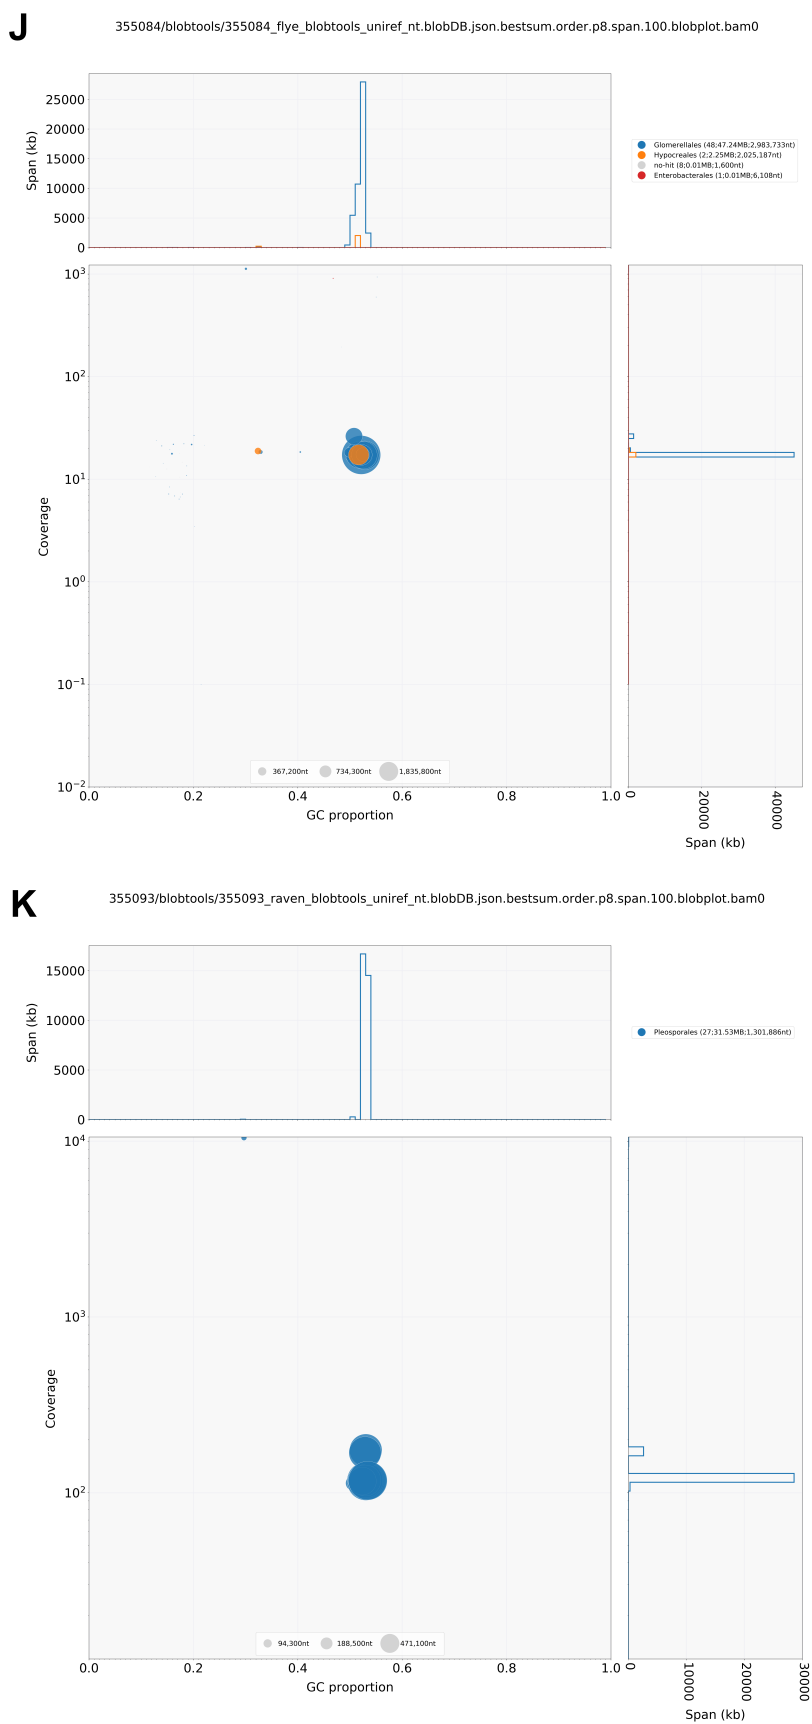 J
355084/blobtools/355084_flye_blobtools_uniref_nt.blobDB.json.bestsum.order.p8.span.100.blobplot.bam0
25000
20000
15000
10000
5000
0
Span (kb)
Glomerellales (48;47.24MB;2,983,733nt)
Hypocreales (2;2.25MB;2,025,187nt)
no-hit (8;0.01MB;1,600nt)
Enterobacterales (1;0.01MB;6,108nt)
10³
10²
10¹
10⁰
10⁻¹
10⁻²
Coverage
367,200nt 734,300nt 1,835,800nt
0.0 0.2 0.4 0.6 0.8 1.0
GC proportion
0 20000 40000
Span (kb)
K
355093/blobtools/355093_raven_blobtools_uniref_nt.blobDB.json.bestsum.order.p8.span.100.blobplot.bam0
15000
10000
5000
0
Span (kb)
Pleosporales (27;31.53MB;1,301,886nt)
10⁴
10³
10²
Coverage
94,300nt 188,500nt 471,100nt
0.0 0.2 0.4 0.6 0.8 1.0
GC proportion
0 10000 20000 30000
Span (kb)